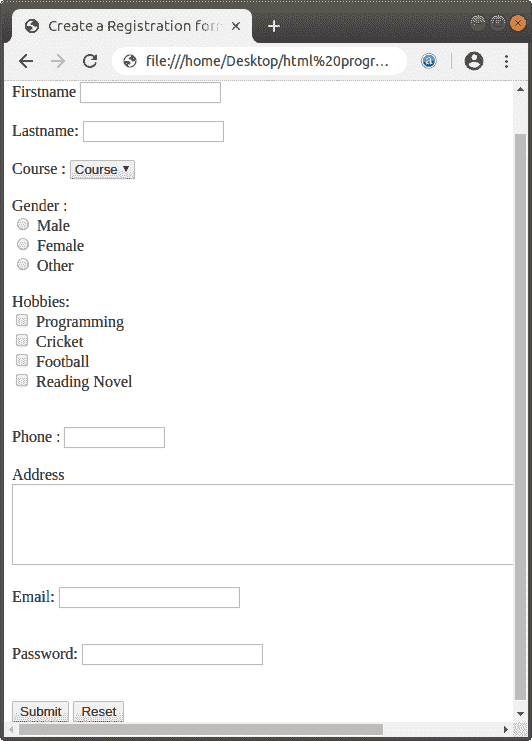 Create a Registration for
file:///home/Desktop/html%20progr...
a
Firstname
Lastname:
Course : Course
Gender :
Male
Female
Other
Hobbies:
Programming
Cricket
Football
Reading Novel
Phone :
Address
Email:
Password:
Submit Reset